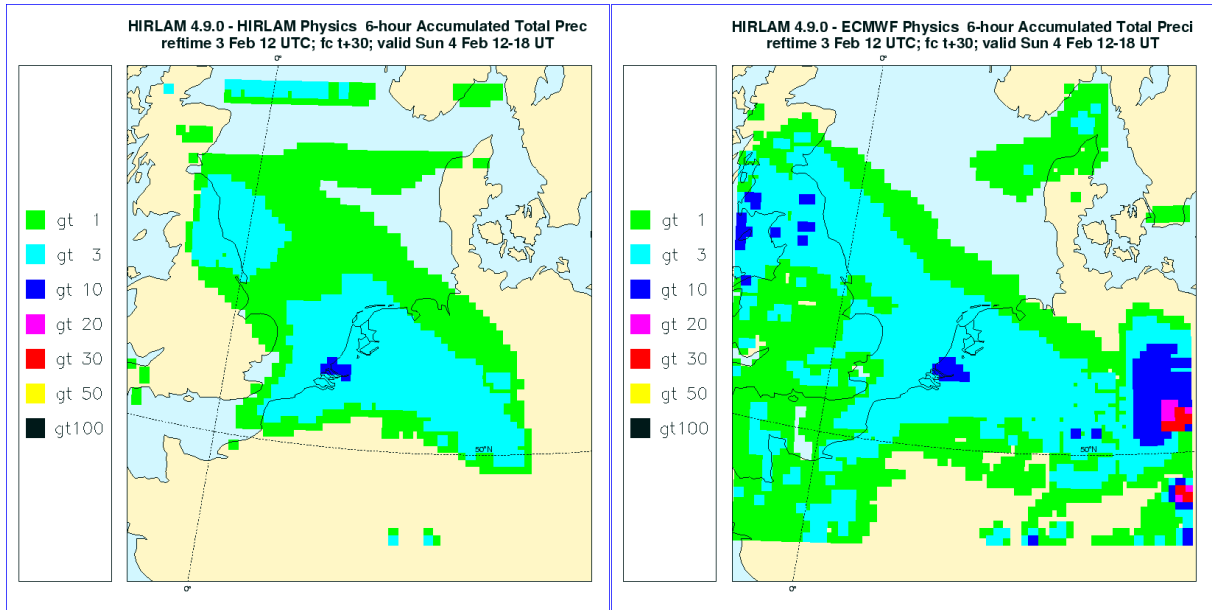 HIRLAM 4.9.0 - HIRLAM Physics 6-hour Accumulated Total Prec
reftime 3 Feb 12 UTC; fc t+30; valid Sun 4 Feb 12-18 UT
0°
gt 1
gt 3
gt 10
gt 20
gt 30
gt 50
gt100
50°N
0°
HIRLAM 4.9.0 - ECMWF Physics 6-hour Accumulated Total Preci
reftime 3 Feb 12 UTC; fc t+30; valid Sun 4 Feb 12-18 UT
0°
gt 1
gt 3
gt 10
gt 20
gt 30
gt 50
gt100
50°N
0°